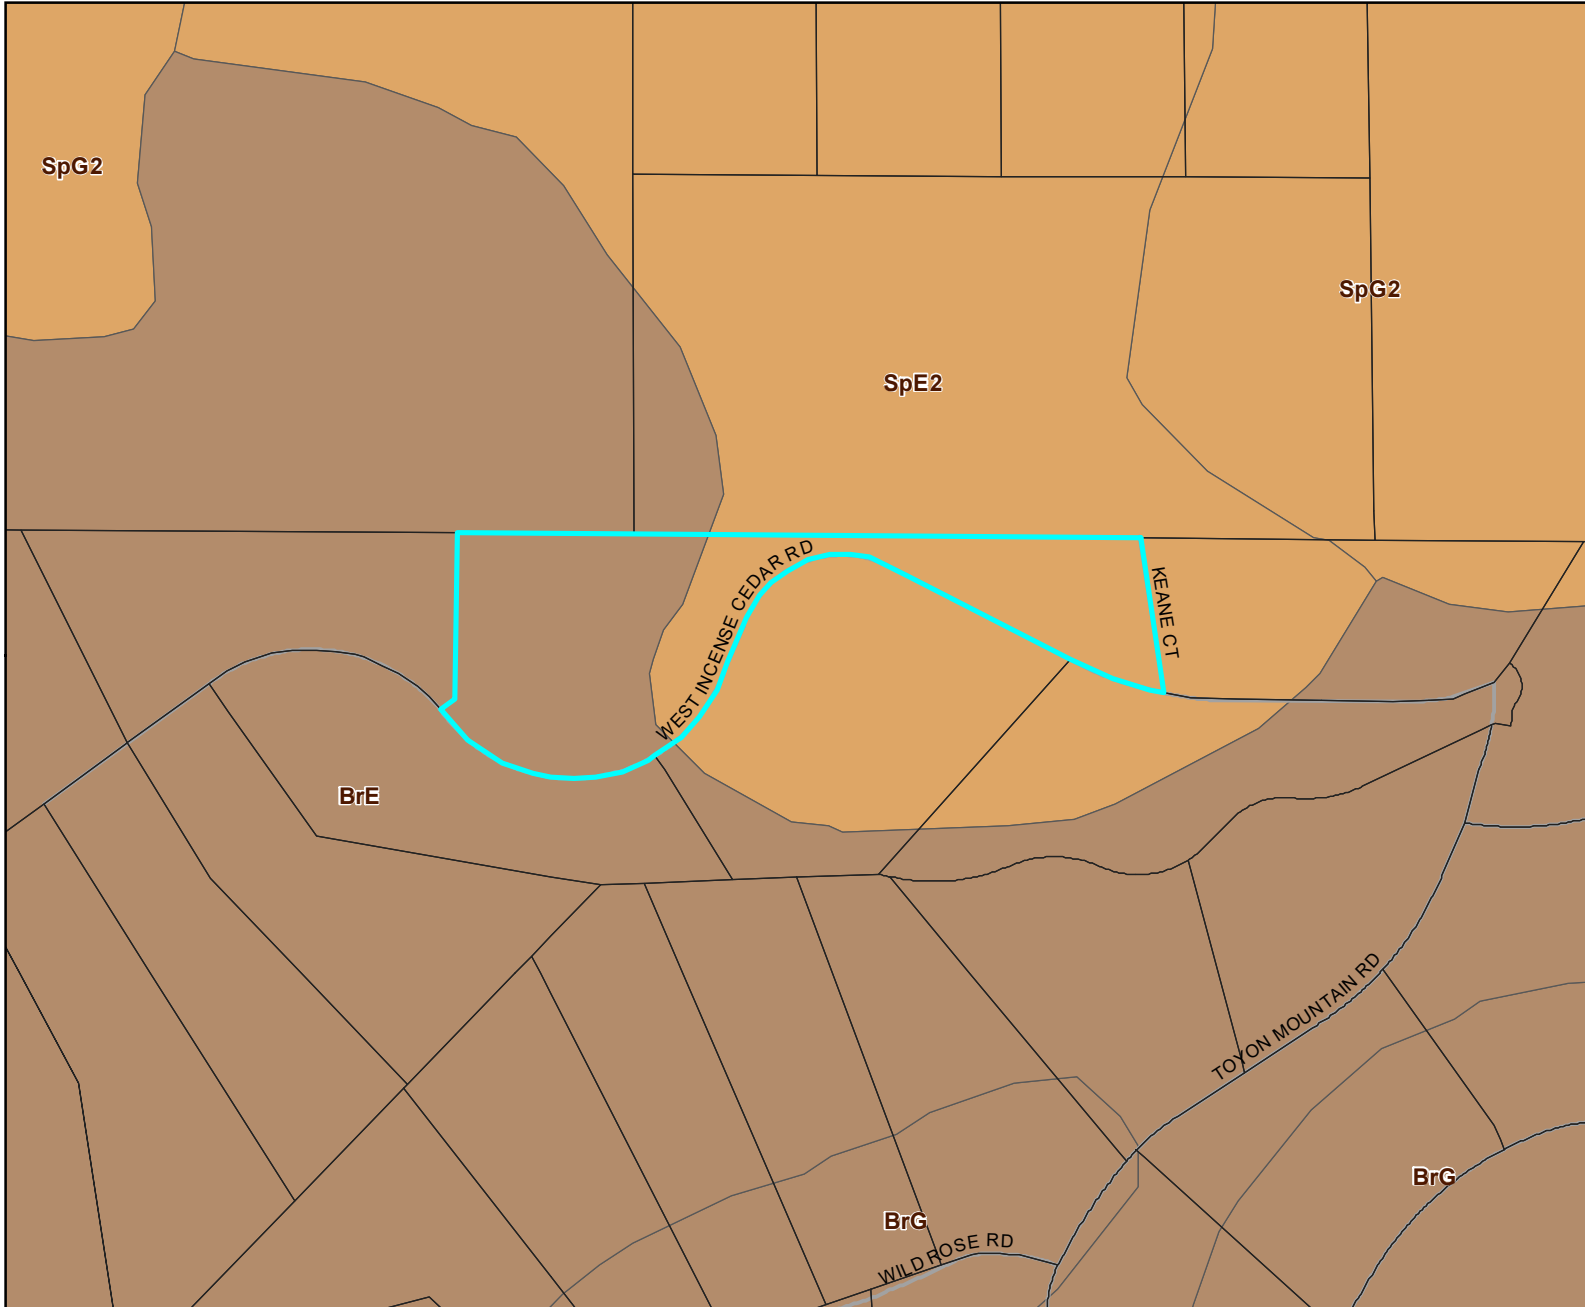 SpG2
SpG2
SpE2
WEST INCENSE CEDAR RD
KEANE CT
BrE
TOYON MOUNTAIN RD
BrG
BrG
WILD ROSE RD